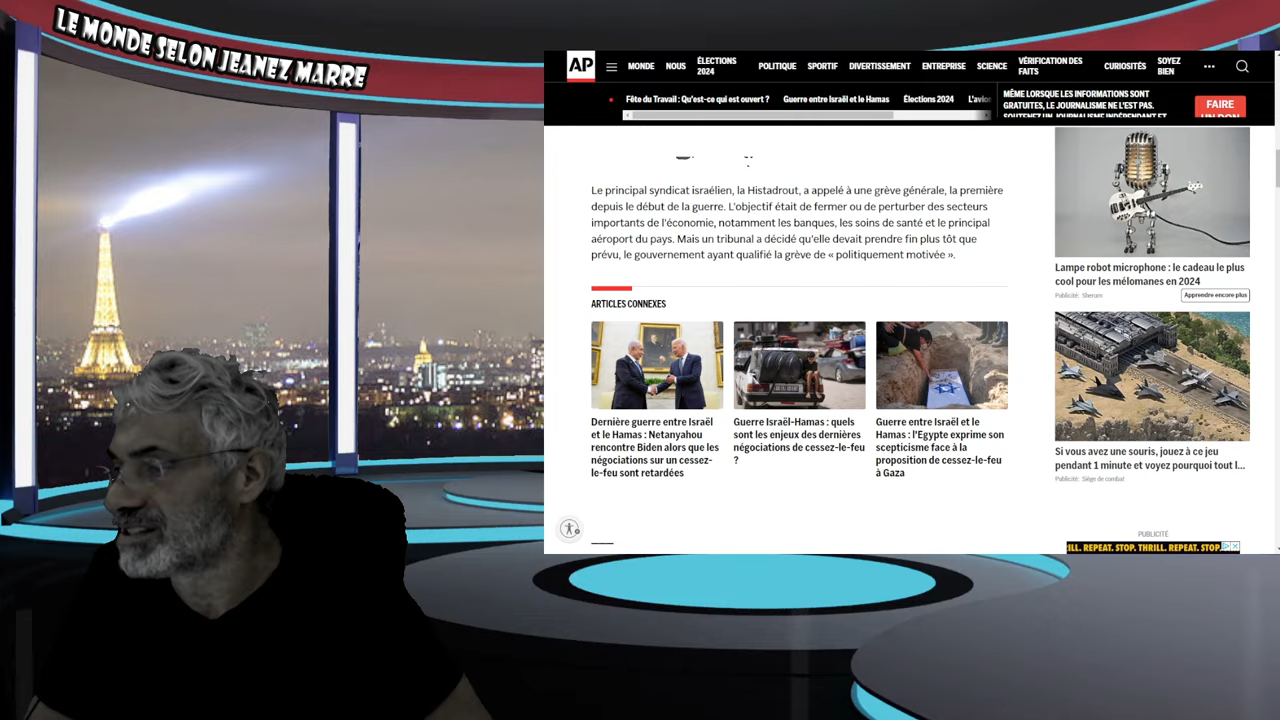 LE MONDE SELON JEANEZ MARRE
AP
MONDE NOUS ÉLECTIONS 2024 POLITIQUE SPORTIF DIVERTISSEMENT ENTREPRISE SCIENCE VÉRIFICATION DES FAITS CURIOSITÉS SOYEZ BIEN
Fête du Travail : Qu'est-ce qui est ouvert ? Guerre entre Israël et le Hamas Élections 2024
MÊME LORSQUE LES INFORMATIONS SONT
GRATUITES, LE JOURNALISME NE L'EST PAS.
SOUTENEZ UN JOURNALISME INDÉPENDANT ET
FAIRE
UN DON
Le principal syndicat israélien, la Histadrout, a appelé à une grève générale, la première
depuis le début de la guerre. L'objectif était de fermer ou de perturber des secteurs
importants de l'économie, notamment les banques, les soins de santé et le principal
aéroport du pays. Mais un tribunal a décidé qu'elle devait prendre fin plus tôt que
prévu, le gouvernement ayant qualifié la grève de « politiquement motivée ».
ARTICLES CONNEXES
Dernière guerre entre Israël
et le Hamas : Netanyahou
rencontre Biden alors que les
négociations sur un cessez-
le-feu sont retardées
Guerre Israël-Hamas : quels
sont les enjeux des dernières
négociations de cessez-le-feu
?
Guerre entre Israël et le
Hamas : l'Egypte exprime son
scepticisme face à la
proposition de cessez-le-feu
à Gaza
Lampe robot microphone : le cadeau le plus
cool pour les mélomanes en 2024
Publicité: Sherom
Apprendre encore plus
Si vous avez une souris, jouez à ce jeu
pendant 1 minute et voyez pourquoi tout l...
Publicité: Siège de combat
PUBLICITÉ
REPEAT. STOP. THRILL. REPEAT. STOP.